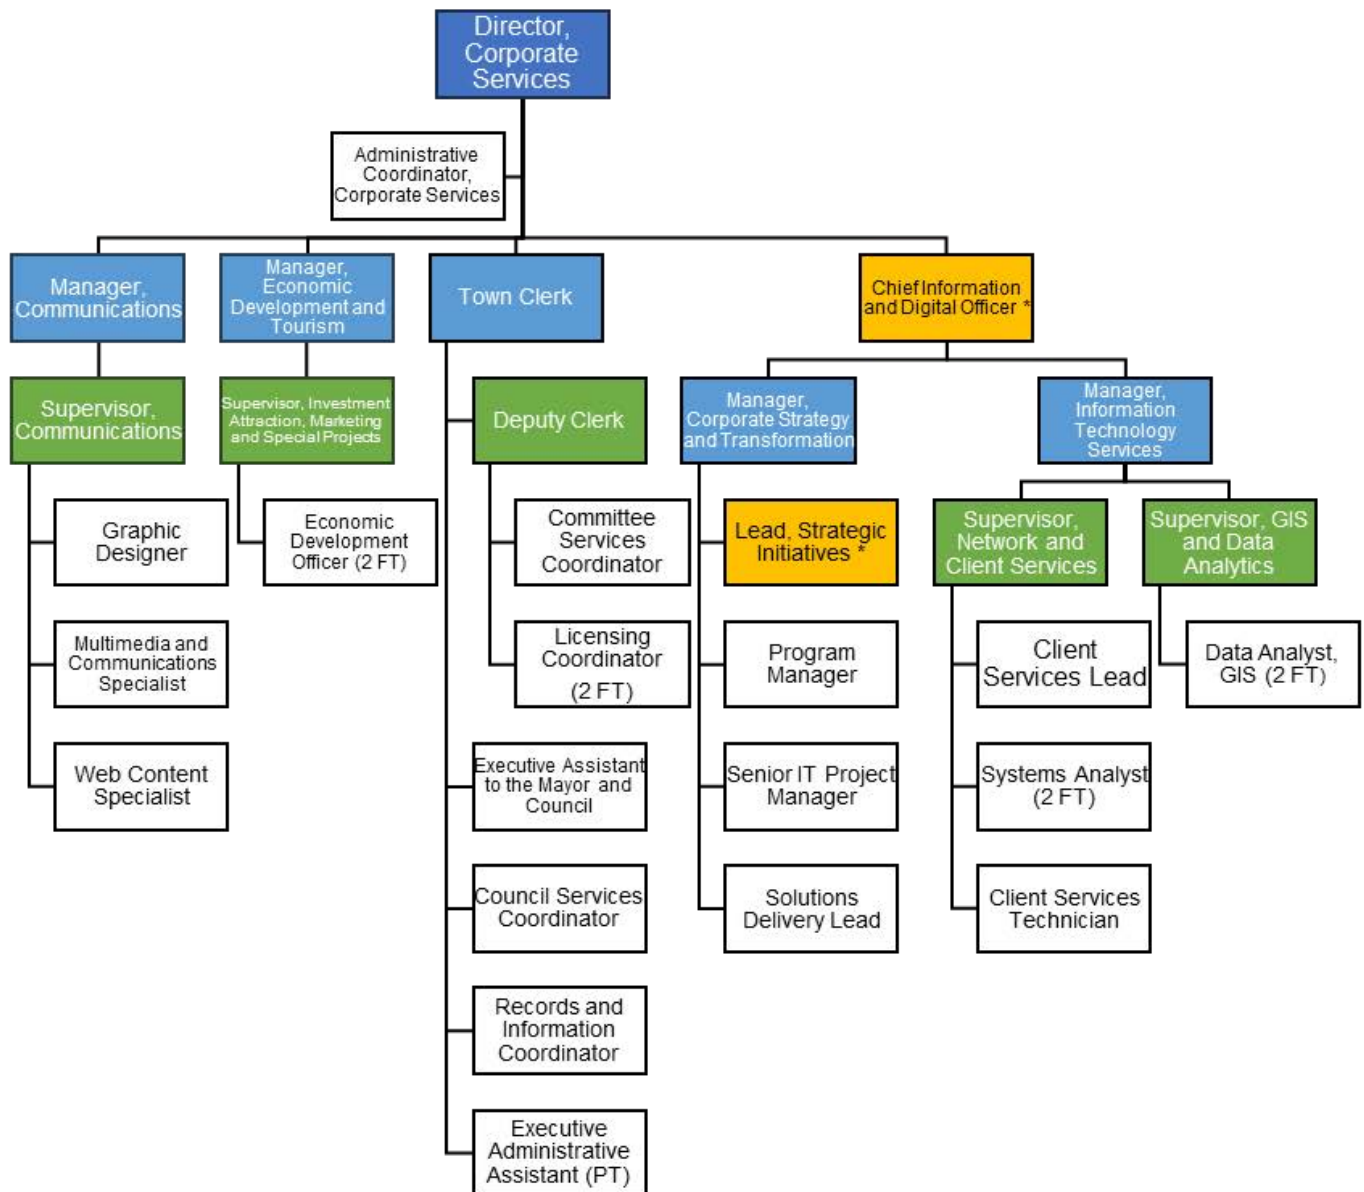 Director,
Corporate
Services
Administrative
Coordinator,
Corporate Services
Manager,
Communications
Manager,
Economic
Development and
Tourism
Town Clerk
Chief Information
and Digital Officer *
Supervisor,
Communications
Supervisor, Investment
Attraction, Marketing
and Special Projects
Deputy Clerk
Manager,
Corporate Strategy
and Transformation
Manager,
Information
Technology
Services
Graphic
Designer
Economic
Development
Officer (2 FT)
Committee
Services
Coordinator
Lead, Strategic
Initiatives *
Supervisor,
Network and
Client Services
Supervisor, GIS
and Data
Analytics
Multimedia and
Communications
Specialist
Licensing
Coordinator
(2 FT)
Program
Manager
Client
Services Lead
Data Analyst,
GIS (2 FT)
Web Content
Specialist
Executive Assistant
to the Mayor and
Council
Senior IT Project
Manager
Systems Analyst
(2 FT)
Council Services
Coordinator
Solutions
Delivery Lead
Client Services
Technician
Records and
Information
Coordinator
Executive
Administrative
Assistant (PT)